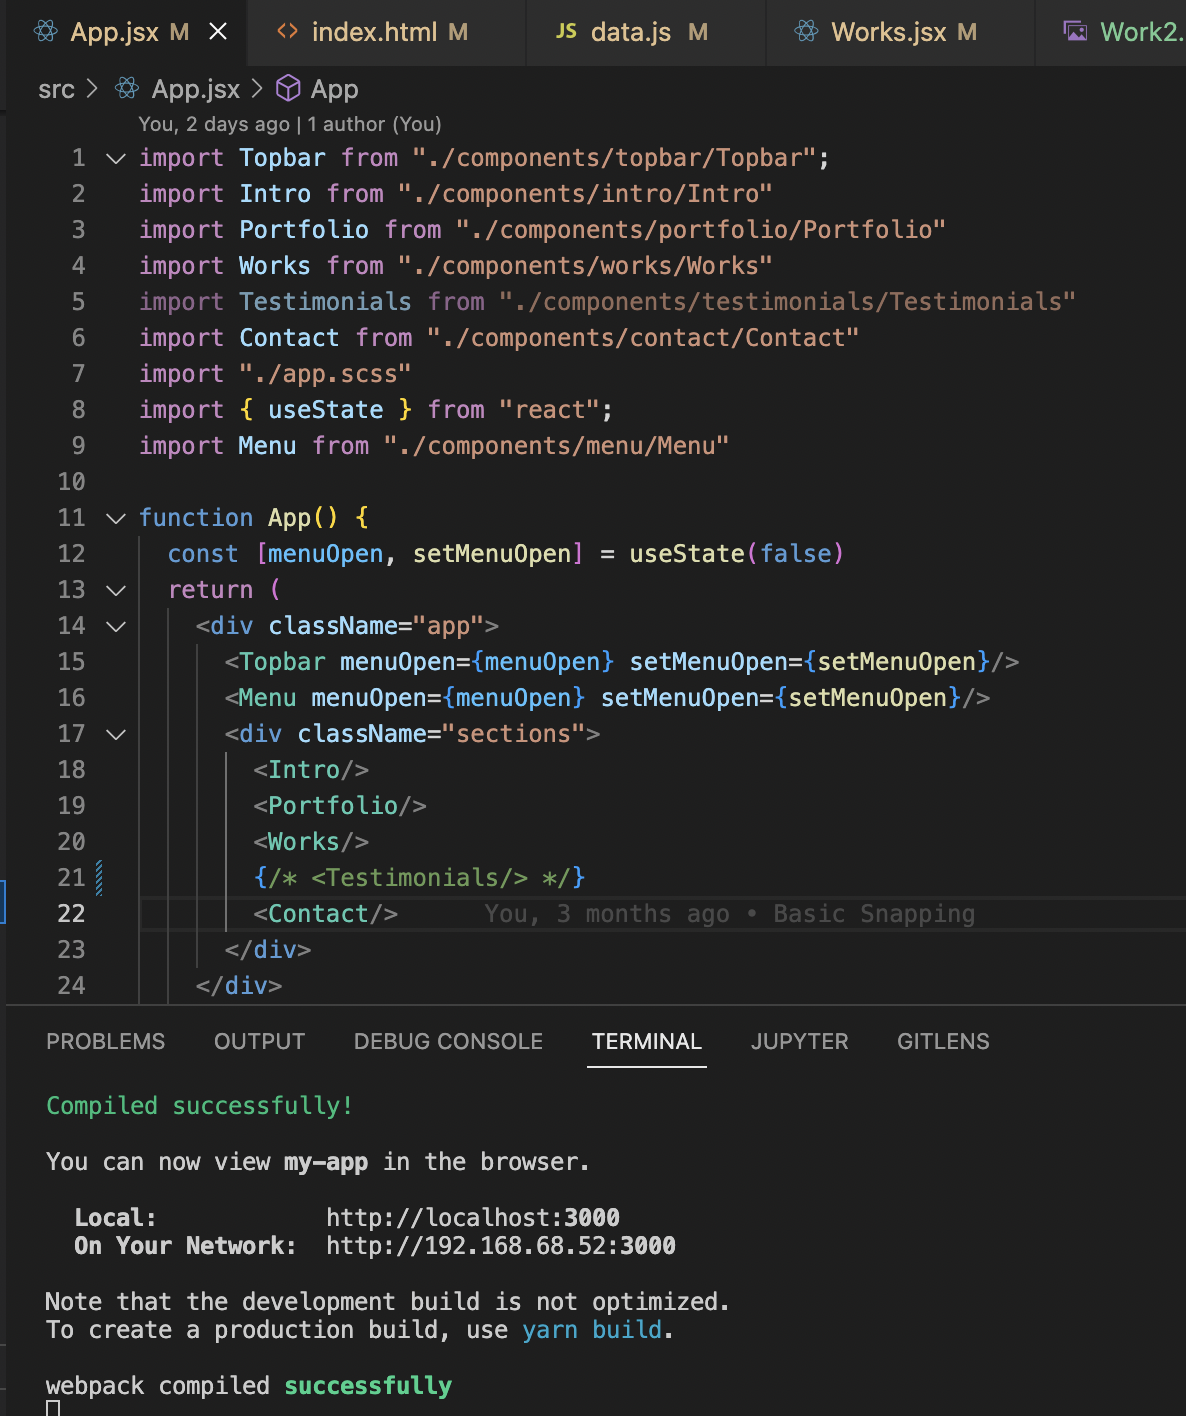 App.jsx M
index.html M
JS data.js M
Works.jsx M
Work2.
src > App.jsx > App
You, 2 days ago | 1 author (You)
1 import Topbar from "./components/topbar/Topbar";
2 import Intro from "./components/intro/Intro"
3 import Portfolio from "./components/portfolio/Portfolio"
4 import Works from "./components/works/Works"
5 import Testimonials from "./components/testimonials/Testimonials"
6 import Contact from "./components/contact/Contact"
7 import "./app.scss"
8 import { useState } from "react";
9 import Menu from "./components/menu/Menu"
10
11 function App() {
12 const [menuOpen, setMenuOpen] = useState(false)
13 return (
14 <div className="app">
15 <Topbar menuOpen={menuOpen} setMenuOpen={setMenuOpen}/>
16 <Menu menuOpen={menuOpen} setMenuOpen={setMenuOpen}/>
17 <div className="sections">
18 <Intro/>
19 <Portfolio/>
20 <Works/>
21 {/* <Testimonials/> */}
22 <Contact/> You, 3 months ago • Basic Snapping
23 </div>
24 </div>
PROBLEMS OUTPUT DEBUG CONSOLE TERMINAL JUPYTER GITLENS
Compiled successfully!
You can now view my-app in the browser.
Local: http://localhost:3000
On Your Network: http://192.168.68.52:3000
Note that the development build is not optimized.
To create a production build, use yarn build.
webpack compiled successfully